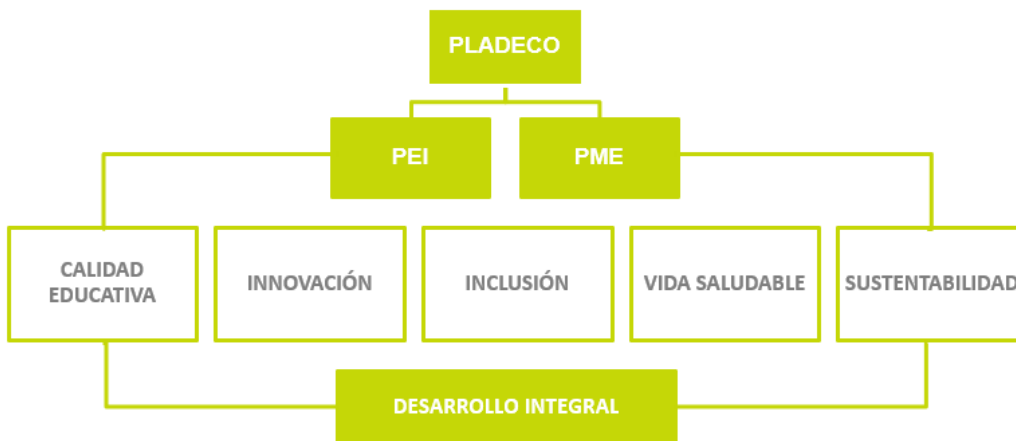 PLADECO
PEI
PME
CALIDAD
EDUCATIVA
INNOVACIÓN
INCLUSIÓN
VIDA SALUDABLE
SUSTENTABILIDAD
DESARROLLO INTEGRAL